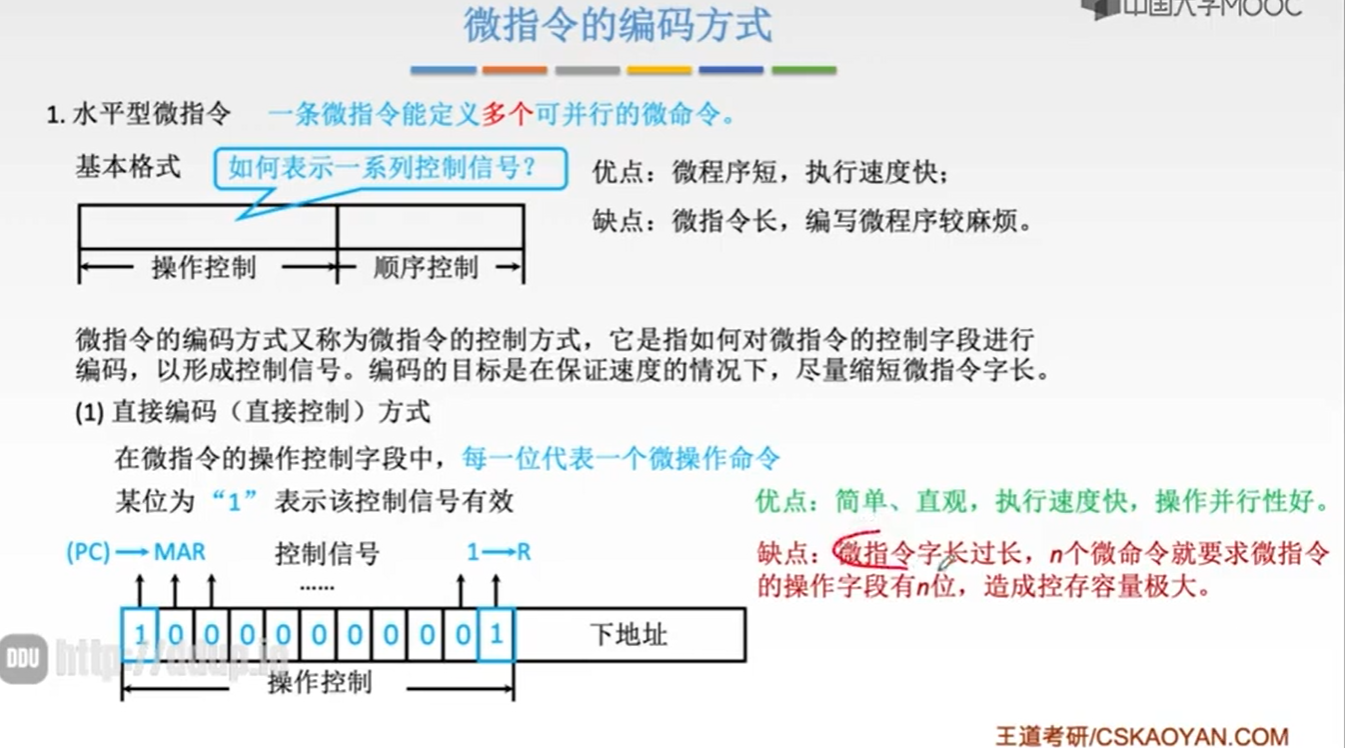 中国大学MOOC
微指令的编码方式
1. 水平型微指令 一条微指令能定义多个可并行的微命令。
基本格式 如何表示一系列控制信号？ 优点：微程序短，执行速度快；
缺点：微指令长，编写微程序较麻烦。
操作控制 顺序控制
微指令的编码方式又称为微指令的控制方式，它是指如何对微指令的控制字段进行
编码，以形成控制信号。编码的目标是在保证速度的情况下，尽量缩短微指令字长。
(1) 直接编码（直接控制）方式
在微指令的操作控制字段中，每一位代表一个微操作命令
某位为“1”表示该控制信号有效
优点：简单、直观，执行速度快，操作并行性好。
缺点：微指令字长过长，n个微命令就要求微指令
的操作字段有n位，造成控存容量极大。
(PC) MAR 控制信号 1 R
......
1 0 0 0 0 0 0 0 0 0 1 下地址
操作控制
DDU http://ddup.io
王道考研/CSKAOYAN.COM